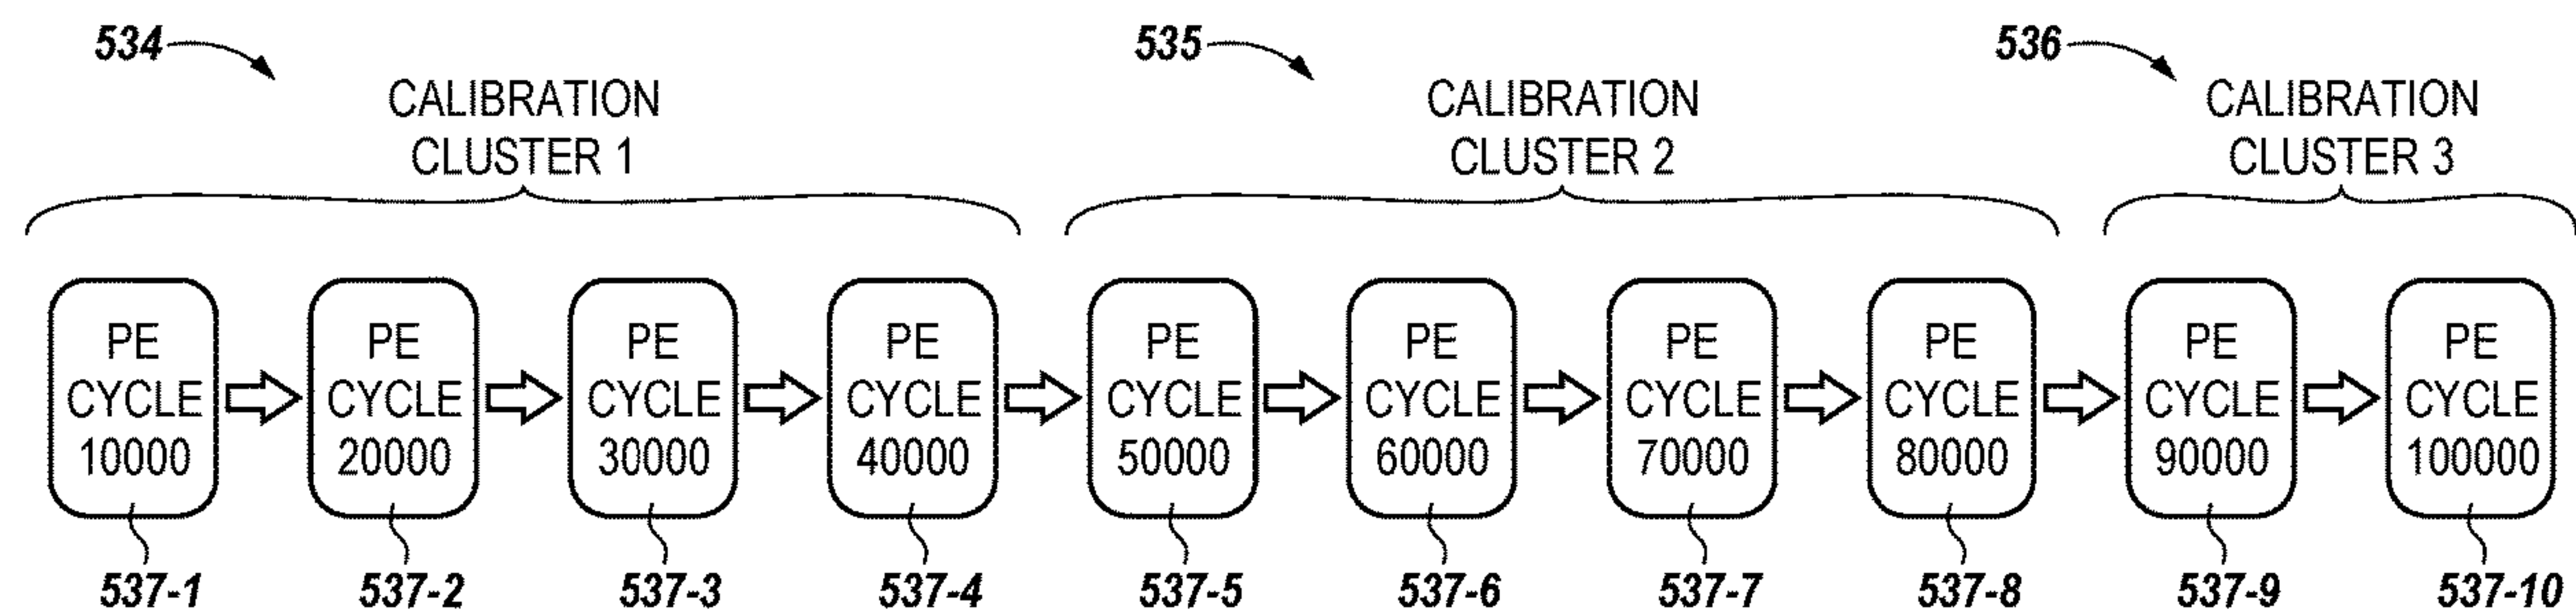 534
535
536
CALIBRATION
CLUSTER 1
CALIBRATION
CLUSTER 2
CALIBRATION
CLUSTER 3
PE
CYCLE
10000
PE
CYCLE
20000
PE
CYCLE
30000
PE
CYCLE
40000
PE
CYCLE
50000
PE
CYCLE
60000
PE
CYCLE
70000
PE
CYCLE
80000
PE
CYCLE
90000
PE
CYCLE
100000
537-1
537-2
537-3
537-4
537-5
537-6
537-7
537-8
537-9
537-10